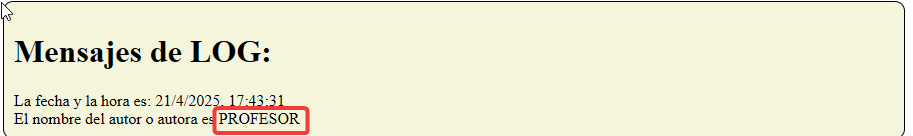 Mensajes de LOG:
La fecha y la hora es: 21/4/2025, 17:43:31
El nombre del autor o autora es PROFESOR